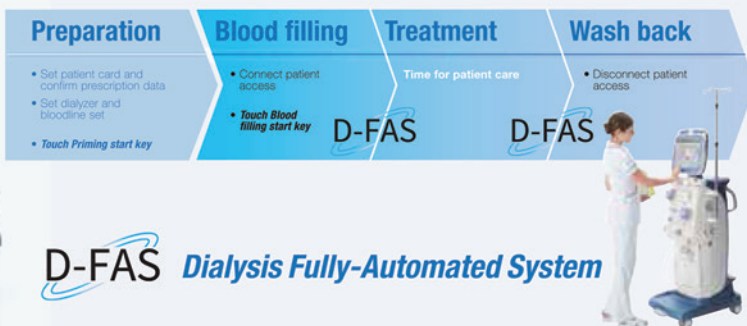 Preparation
• Set patient card and
confirm prescription data
• Set dialyzer and
bloodline set
• Touch Priming start key
Blood filling
• Connect patient
access
• Touch Blood
filling start key
D-FAS
Treatment
Time for patient care
D-FAS
Wash back
• Disconnect patient
access
D-FAS Dialysis Fully-Automated System